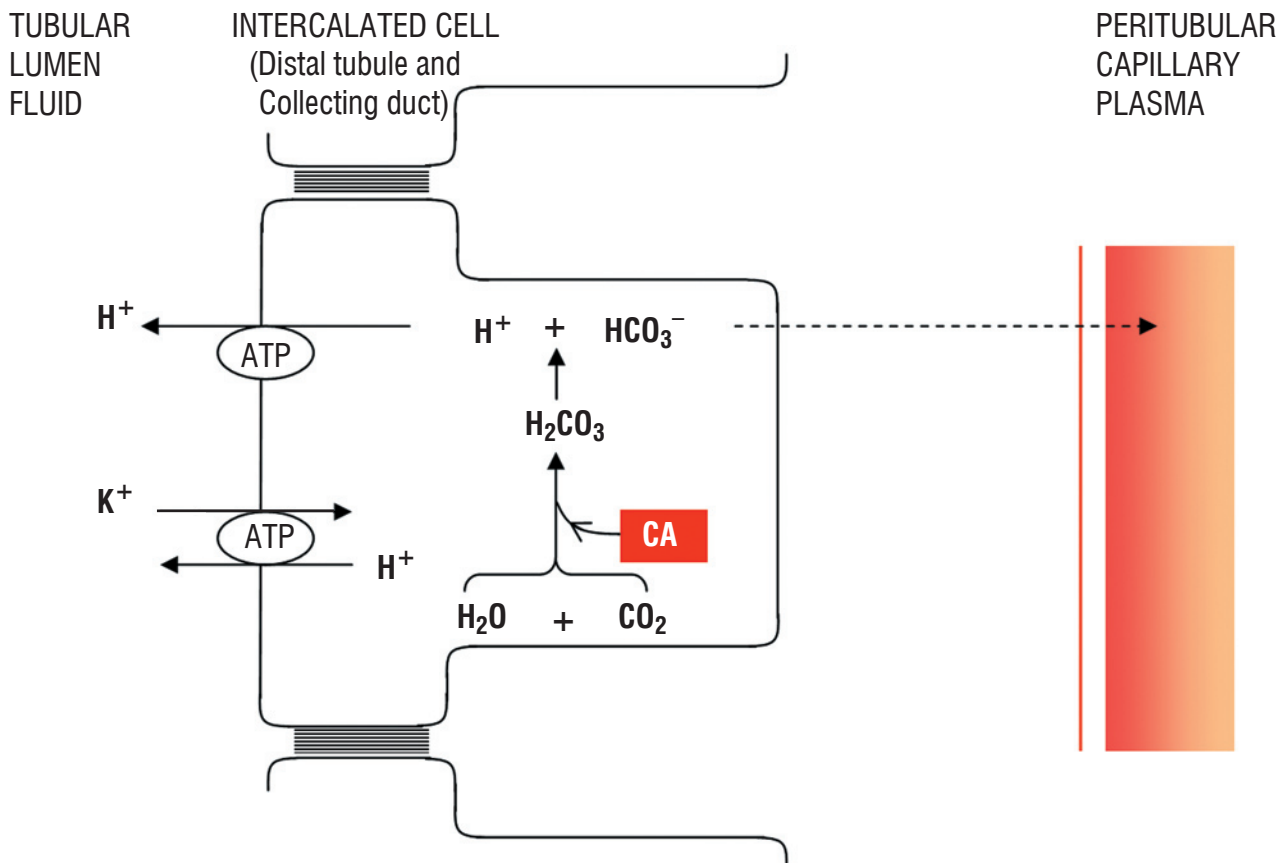 TUBULAR
LUMEN
FLUID
INTERCALATED CELL
(Distal tubule and
Collecting duct)
PERITUBULAR
CAPILLARY
PLASMA
H⁺
ATP
H⁺ + HCO₃⁻
H₂CO₃
K⁺
ATP
H⁺
CA
H₂O + CO₂